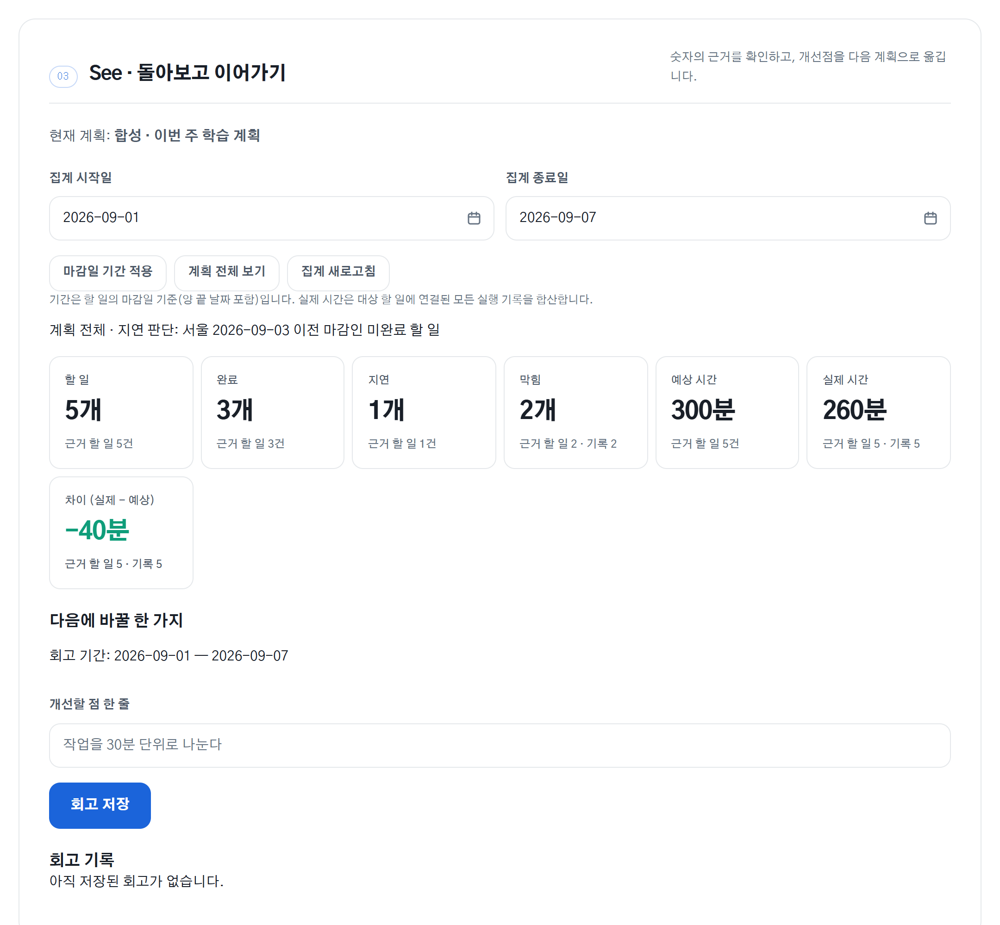 03
See · 돌아보고 이어가기
숫자의 근거를 확인하고, 개선점을 다음 계획으로 옮깁
니다.
현재 계획: 합성 · 이번 주 학습 계획
집계 시작일
집계 종료일
2026-09-01
2026-09-07
마감일 기간 적용
계획 전체 보기
집계 새로고침
기간은 할 일의 마감일 기준(양 끝 날짜 포함)입니다. 실제 시간은 대상 할 일에 연결된 모든 실행 기록을 합산합니다.
계획 전체 · 지연 판단: 서울 2026-09-03 이전 마감인 미완료 할 일
할 일
5개
근거 할 일 5건
완료
3개
근거 할 일 3건
지연
1개
근거 할 일 1건
막힘
2개
근거 할 일 2 · 기록 2
예상 시간
300분
근거 할 일 5건
실제 시간
260분
근거 할 일 5 · 기록 5
차이 (실제 − 예상)
−40분
근거 할 일 5 · 기록 5
다음에 바꿀 한 가지
회고 기간: 2026-09-01 — 2026-09-07
개선할 점 한 줄
작업을 30분 단위로 나눈다
회고 저장
회고 기록
아직 저장된 회고가 없습니다.